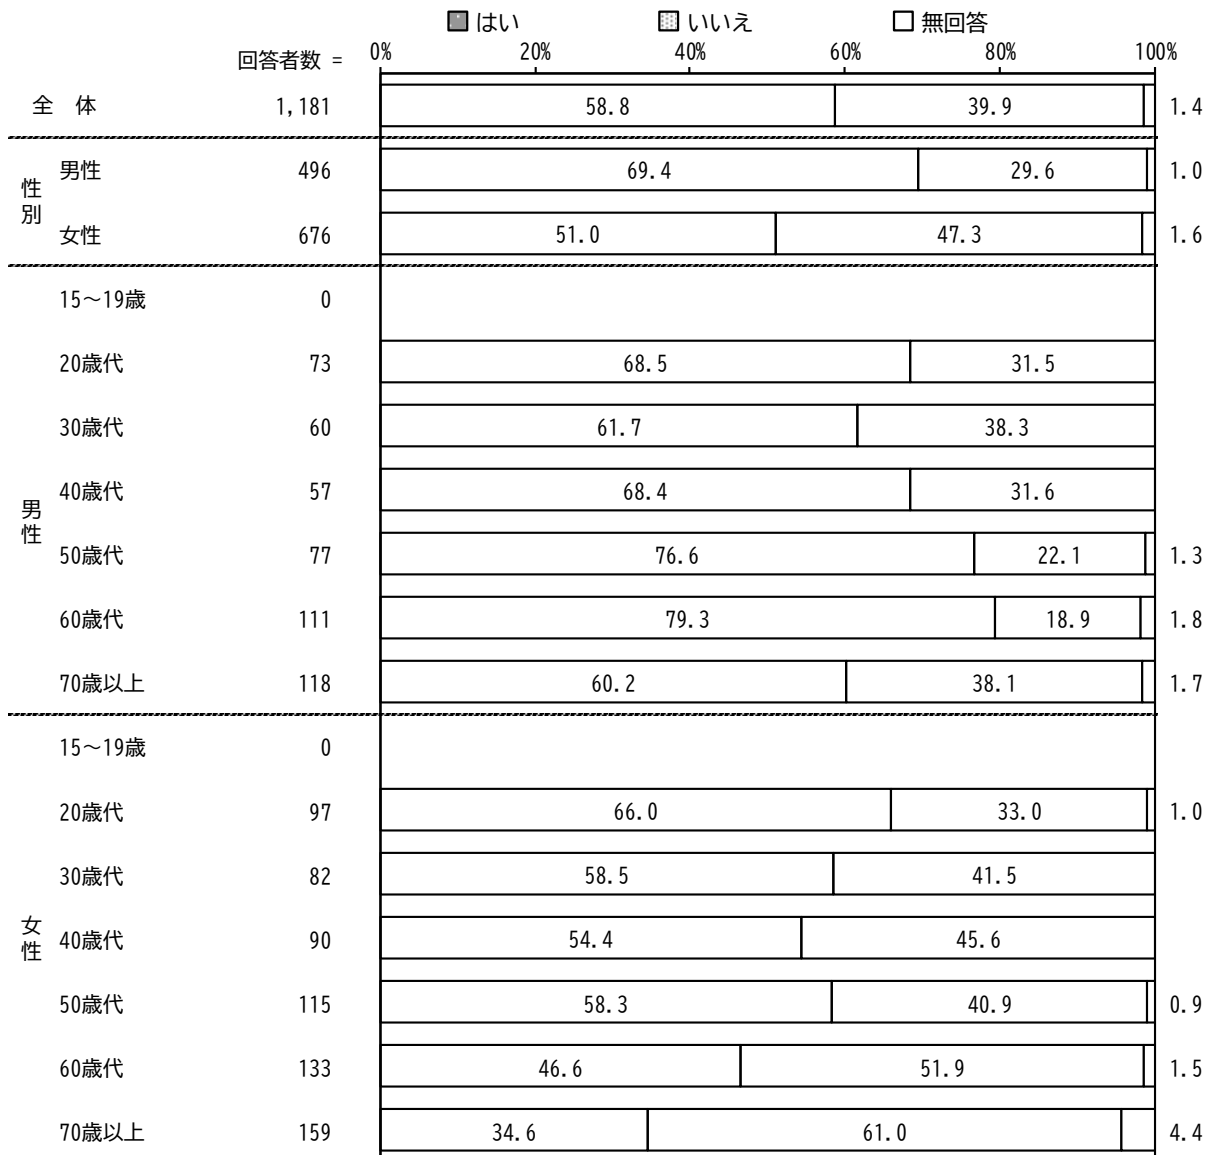 はい いいえ 無回答
回答者数 = 0% 20% 40% 60% 80% 100%
全 体 1,181 58.8 39.9 1.4
性別
男性 496 69.4 29.6 1.0
女性 676 51.0 47.3 1.6
男性
15～19歳 0
20歳代 73 68.5 31.5
30歳代 60 61.7 38.3
40歳代 57 68.4 31.6
50歳代 77 76.6 22.1 1.3
60歳代 111 79.3 18.9 1.8
70歳以上 118 60.2 38.1 1.7
女性
15～19歳 0
20歳代 97 66.0 33.0 1.0
30歳代 82 58.5 41.5
40歳代 90 54.4 45.6
50歳代 115 58.3 40.9 0.9
60歳代 133 46.6 51.9 1.5
70歳以上 159 34.6 61.0 4.4